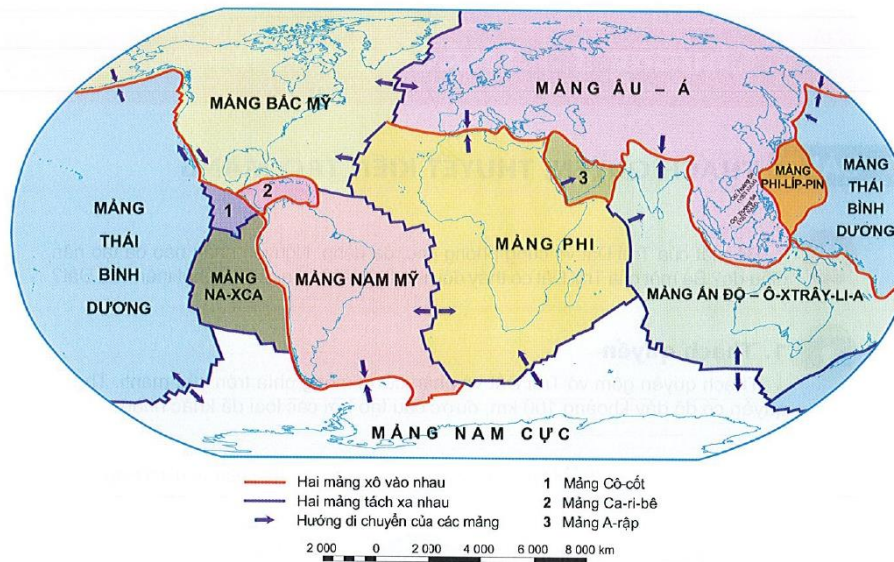 MẢNG BẮC MỸ
MẢNG ÂU – Á
MẢNG
THÁI
BÌNH
DƯƠNG
1
2
3
MẢNG
NA-XCA
MẢNG NAM MỸ
MẢNG PHI
MẢNG
PHI-LÍP-PIN
MẢNG
THÁI
BÌNH
DƯƠNG
MẢNG ẤN ĐỘ – Ô-XTRÂY-LI-A
MẢNG NAM CỰC
Hai mảng xô vào nhau
Hai mảng tách xa nhau
Hướng di chuyển của các mảng
1 Mảng Cô-cốt
2 Mảng Ca-ri-bê
3 Mảng A-rập
2 000 0 2 000 4 000 6 000 8 000 km